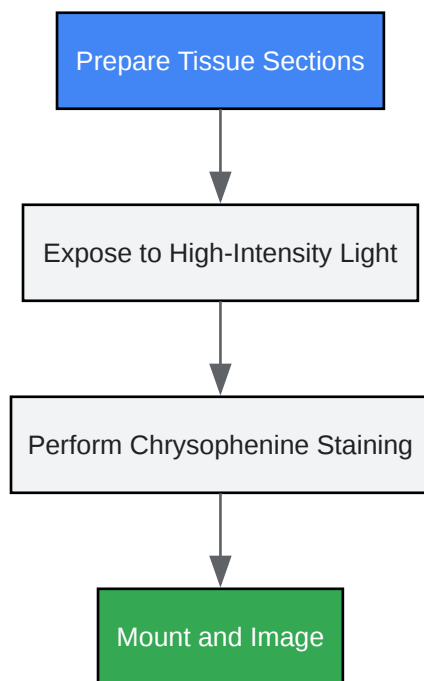 Prepare Tissue Sections
Expose to High-Intensity Light
Perform Chrysophenine Staining
Mount and Image